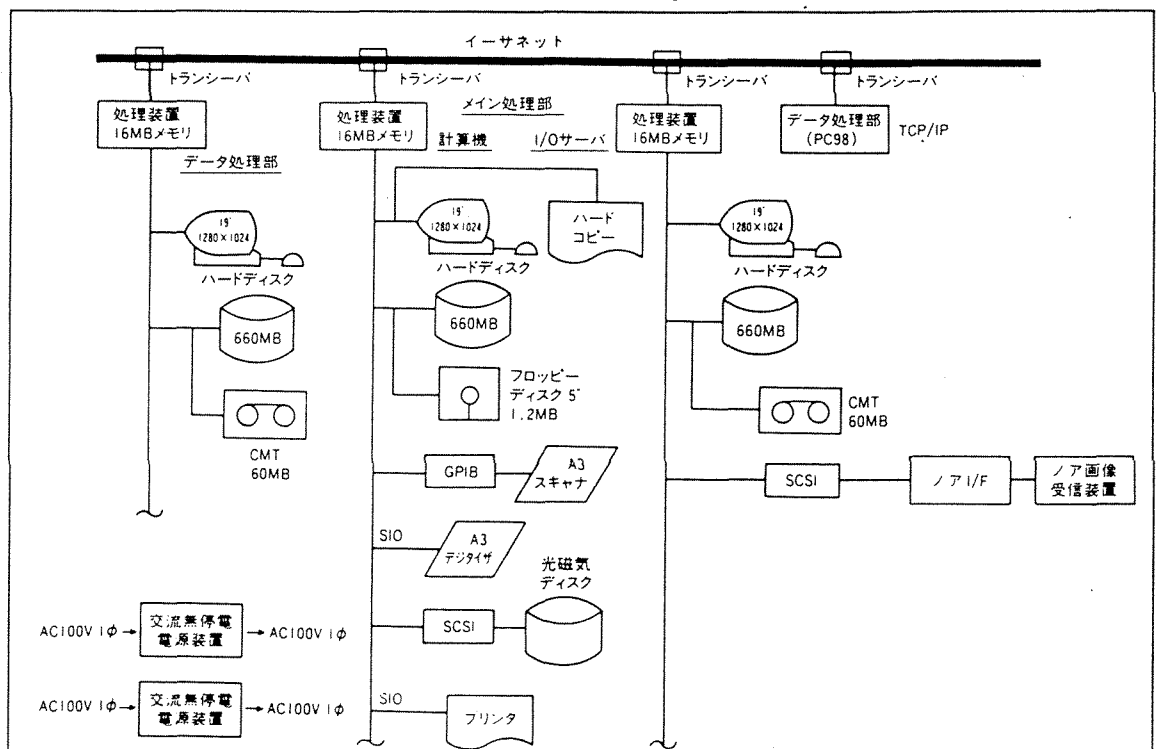 イーサネット
トランシーバ
トランシーバ
トランシーバ
トランシーバ
処理装置
16MBメモリ
データ処理部
19"
1280×1024
ハードディスク
660MB
CMT
60MB
メイン処理部
処理装置
16MBメモリ
計算機
19"
1280×1024
ハードディスク
ハード
コピー
660MB
フロッピー
ディスク 5"
1.2MB
GPIB
A3
スキャナ
SIO
A3
デジタイザ
光磁気
ディスク
SCSI
SIO
プリンタ
I/Oサーバ
処理装置
16MBメモリ
19"
1280×1024
ハードディスク
660MB
CMT
60MB
SCSI
ノア I/F
ノア画像
受信装置
データ処理部
(PC98)
TCP/IP
AC100V 1φ→
交流無停電
電源装置
→AC100V 1φ
AC100V 1φ→
交流無停電
電源装置
→AC100V 1φ